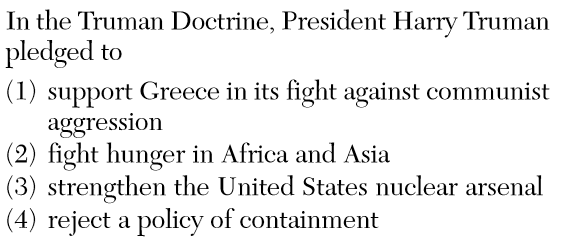 In the Truman Doctrine, President Harry Truman
pledged to
(1) support Greece in its fight against communist
aggression
(2) fight hunger in Africa and Asia
(3) strengthen the United States nuclear arsenal
(4) reject a policy of containment